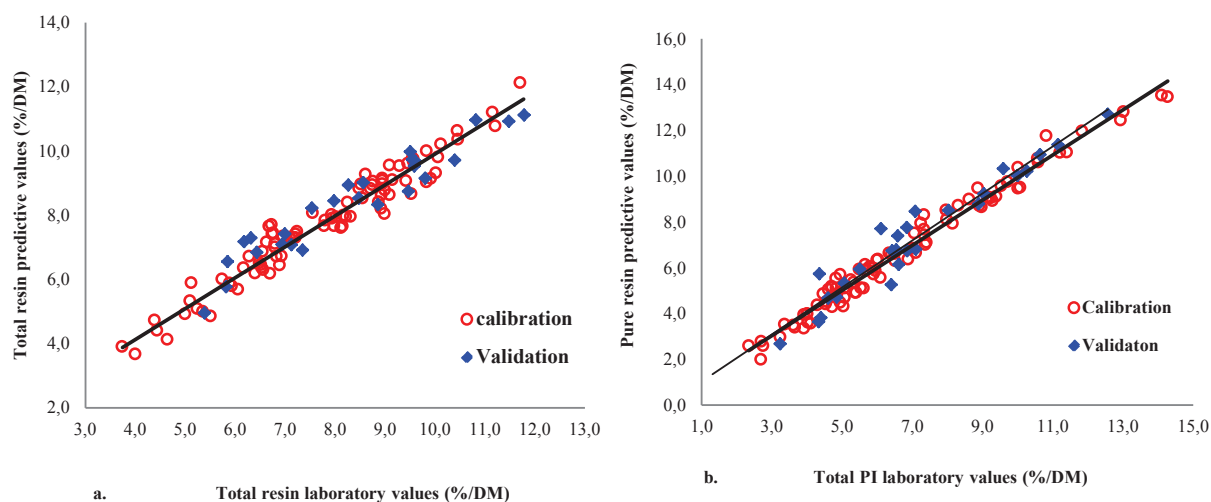 Total resin predictive values (%/DM)
14,0
12,0
10,0
8,0
6,0
4,0
2,0
3,0 4,0 5,0 6,0 7,0 8,0 9,0 10,0 11,0 12,0 13,0
calibration
Validation
a. Total resin laboratory values (%/DM)
Pure resin predictive values (%/DM)
16,0
14,0
12,0
10,0
8,0
6,0
4,0
2,0
0,0
1,0 3,0 5,0 7,0 9,0 11,0 13,0 15,0
Calibration
Validaton
b. Total PI laboratory values (%/DM)